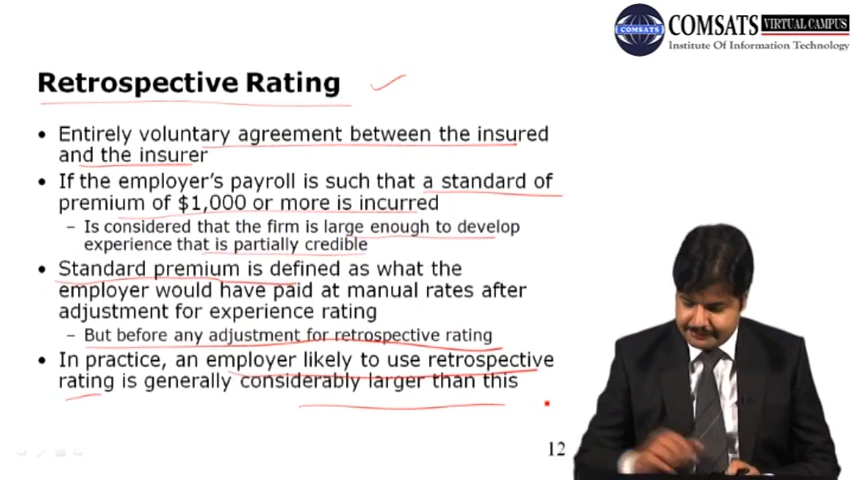 COMSATS VIRTUAL CAMPUS
Institute Of Information Technology
COMSATS
Retrospective Rating
• Entirely voluntary agreement between the insured
and the insurer
• If the employer's payroll is such that a standard of
premium of $1,000 or more is incurred
– Is considered that the firm is large enough to develop
experience that is partially credible
• Standard premium is defined as what the
employer would have paid at manual rates after
adjustment for experience rating
– But before any adjustment for retrospective rating
• In practice, an employer likely to use retrospective
rating is generally considerably larger than this
12